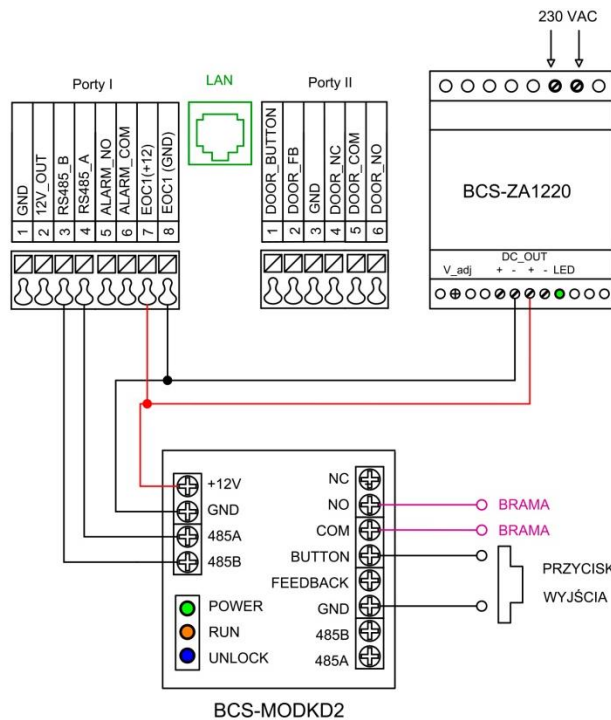 230 VAC
Porty I
LAN
Porty II
1 GND
2 12V_OUT
3 RS485_B
4 RS485_A
5 ALARM_NO
6 ALARM_COM
7 EOC1(+12)
8 EOC1 (GND)
1 DOOR_BUTTON
2 DOOR_FB
3 GND
4 DOOR_NC
5 DOOR_COM
6 DOOR_NO
BCS-ZA1220
DC_OUT
V_adj + - + - LED
+12V
GND
485A
485B
POWER
RUN
UNLOCK
NC
NO
COM
BUTTON
FEEDBACK
GND
485B
485A
BRAMA
BRAMA
PRZYCISK
WYJŚCIA
BCS-MODKD2